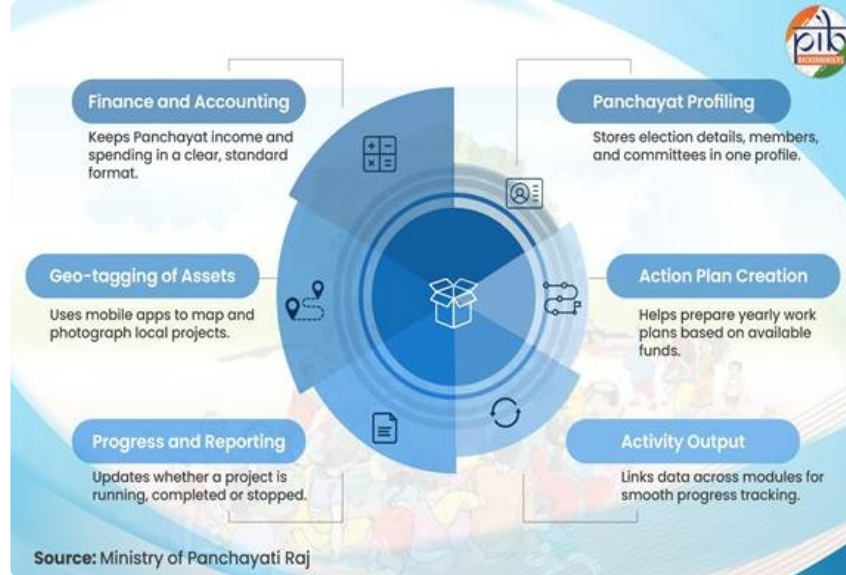 pib
BACKGROUNDERS
Finance and Accounting
Keeps Panchayat income and
spending in a clear, standard
format.
Panchayat Profiling
Stores election details, members,
and committees in one profile.
Geo-tagging of Assets
Uses mobile apps to map and
photograph local projects.
Action Plan Creation
Helps prepare yearly work
plans based on available
funds.
Progress and Reporting
Updates whether a project is
running, completed or stopped.
Activity Output
Links data across modules for
smooth progress tracking.
Source: Ministry of Panchayati Raj